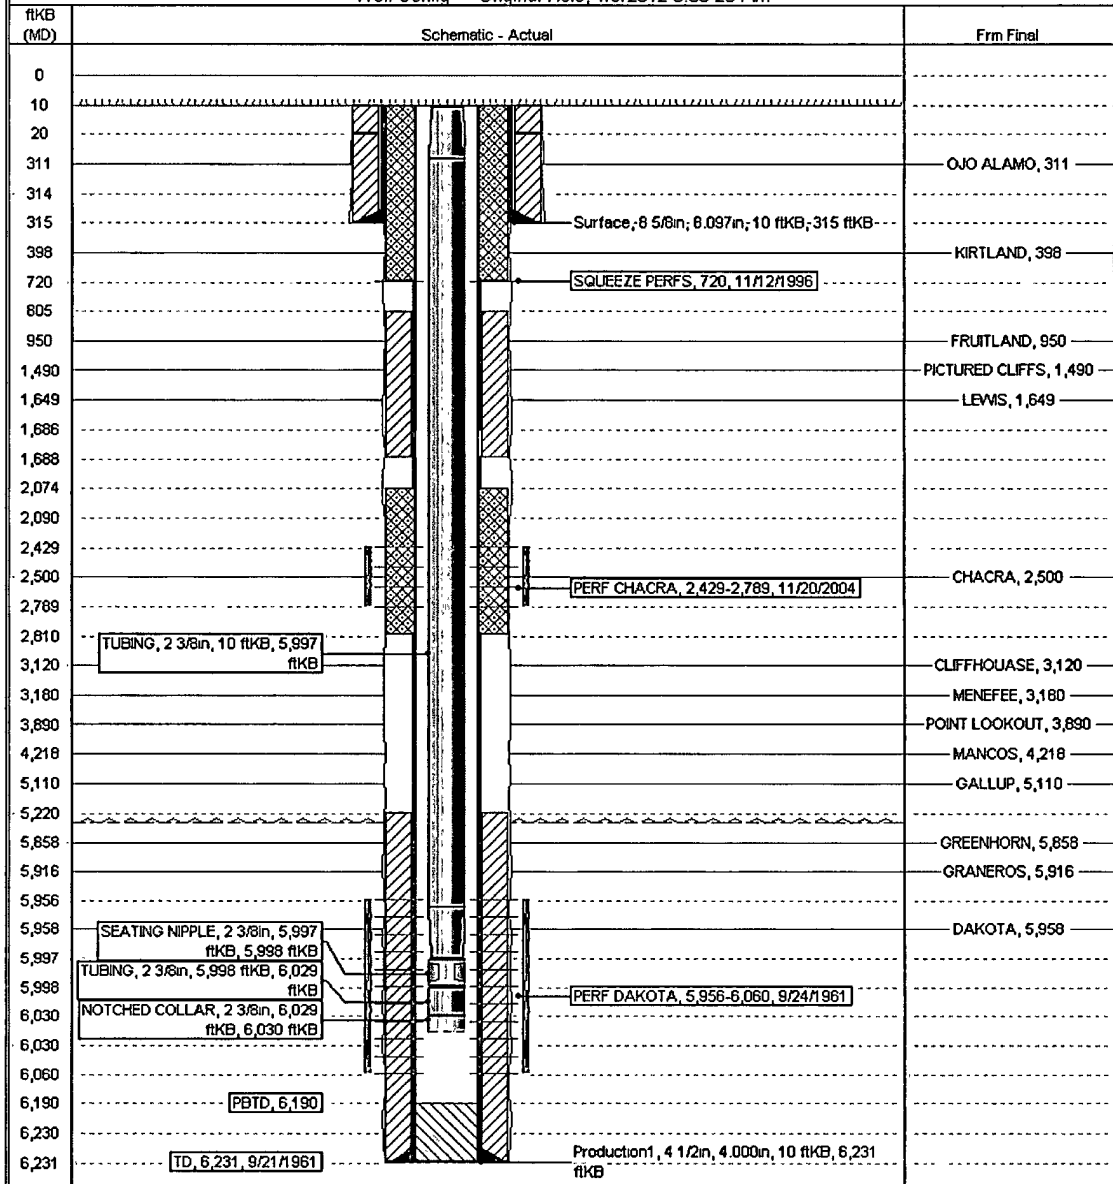 ftKB
(MD)
Schematic - Actual
Frm Final
0
10
20
311
OJO ALAMO, 311
314
315
Surface, 8 5/8in, 8.097in, 10 ftKB, 315 ftKB
398
KIRTLAND, 398
720
SQUEEZE PERFS, 720, 11/12/1996
805
950
FRUITLAND, 950
1,490
PICTURED CLIFFS, 1,490
1,649
LEWIS, 1,649
1,686
1,688
2,074
2,090
2,429
2,500
CHACRA, 2,500
PERF CHACRA, 2,429-2,789, 11/20/2004
2,789
2,810
TUBING, 2 3/8in, 10 ftKB, 5,997
ftKB
3,120
CLIFFHOUASE, 3,120
3,180
MENEFEE, 3,180
3,890
POINT LOOKOUT, 3,890
4,218
MANCOS, 4,218
5,110
GALLUP, 5,110
5,220
5,858
GREENHORN, 5,858
5,916
GRANEROS, 5,916
5,956
5,958
DAKOTA, 5,958
SEATING NIPPLE, 2 3/8in, 5,997
ftKB, 5,998 ftKB
5,997
TUBING, 2 3/8in, 5,998 ftKB, 6,029
ftKB
5,998
PERF DAKOTA, 5,956-6,060, 9/24/1961
NOTCHED COLLAR, 2 3/8in, 6,029
ftKB, 6,030 ftKB
6,030
6,030
6,060
6,190
PBTD, 6,190
6,230
6,231
TD, 6,231, 9/21/1961
Production1, 4 1/2in, 4.000in, 10 ftKB, 6,231
ftKB